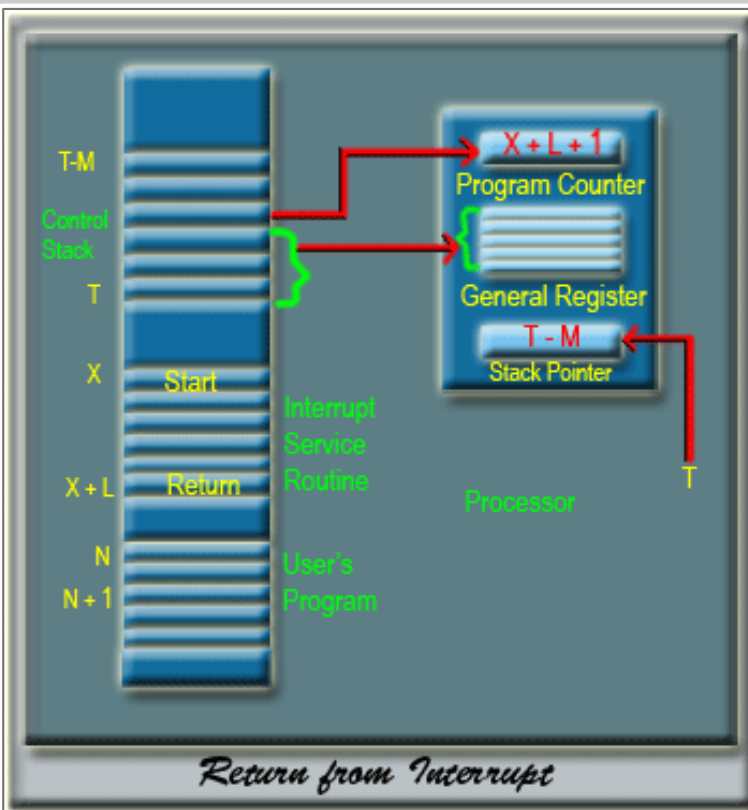 T-M
Control
Stack
T
X
Start
X + L
Return
N
N + 1
Interrupt
Service
Routine
User's
Program
X + L + 1
Program Counter
General Register
T - M
Stack Pointer
T
Processor
Return from Interrupt